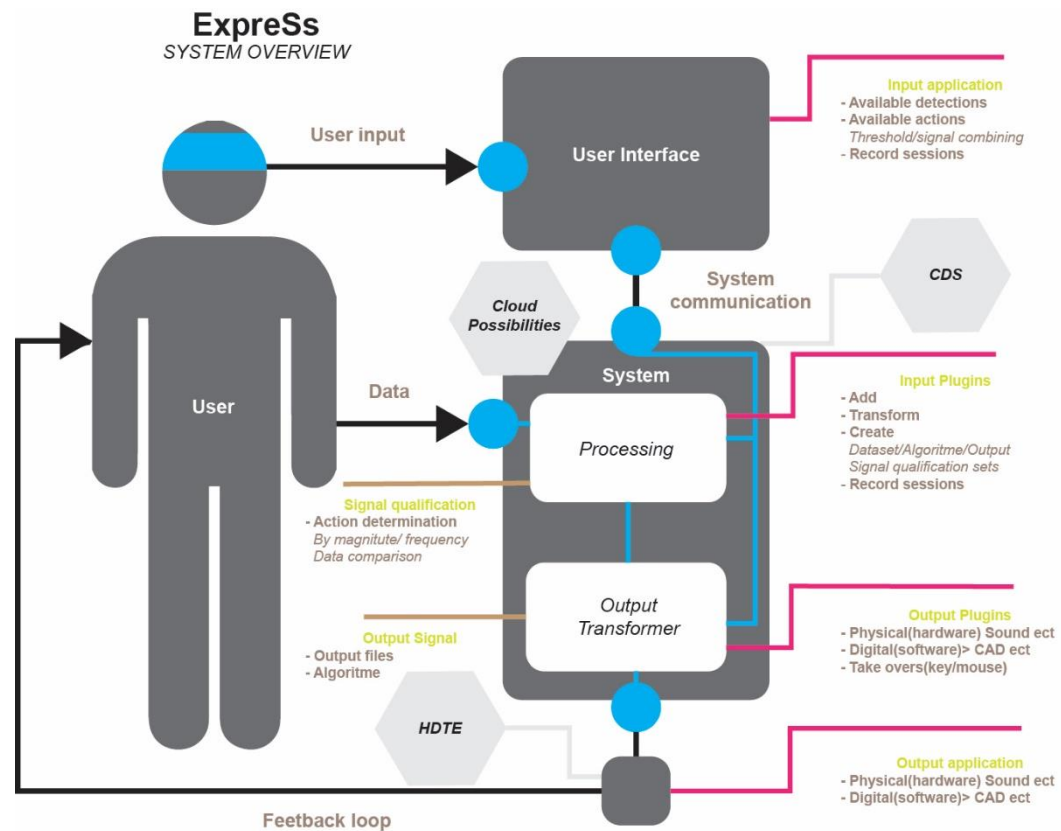 ExpreSs
SYSTEM OVERVIEW
User input
User Interface
Input application
- Available detections
- Available actions
Threshold/signal combining
- Record sessions
System
communication
CDS
Cloud
Possibilities
System
Data
User
Processing
Input Plugins
- Add
- Transform
- Create
Dataset/Algoritme/Output
Signal qualification sets
- Record sessions
Signal qualification
- Action determination
By magnitute/ frequency
Data comparison
Output
Transformer
Output Signal
- Output files
- Algoritme
Output Plugins
- Physical(hardware) Sound ect
- Digital(software)> CAD ect
- Take overs(key/mouse)
HDTE
Output application
- Physical(hardware) Sound ect
- Digital(software)> CAD ect
Feetback loop